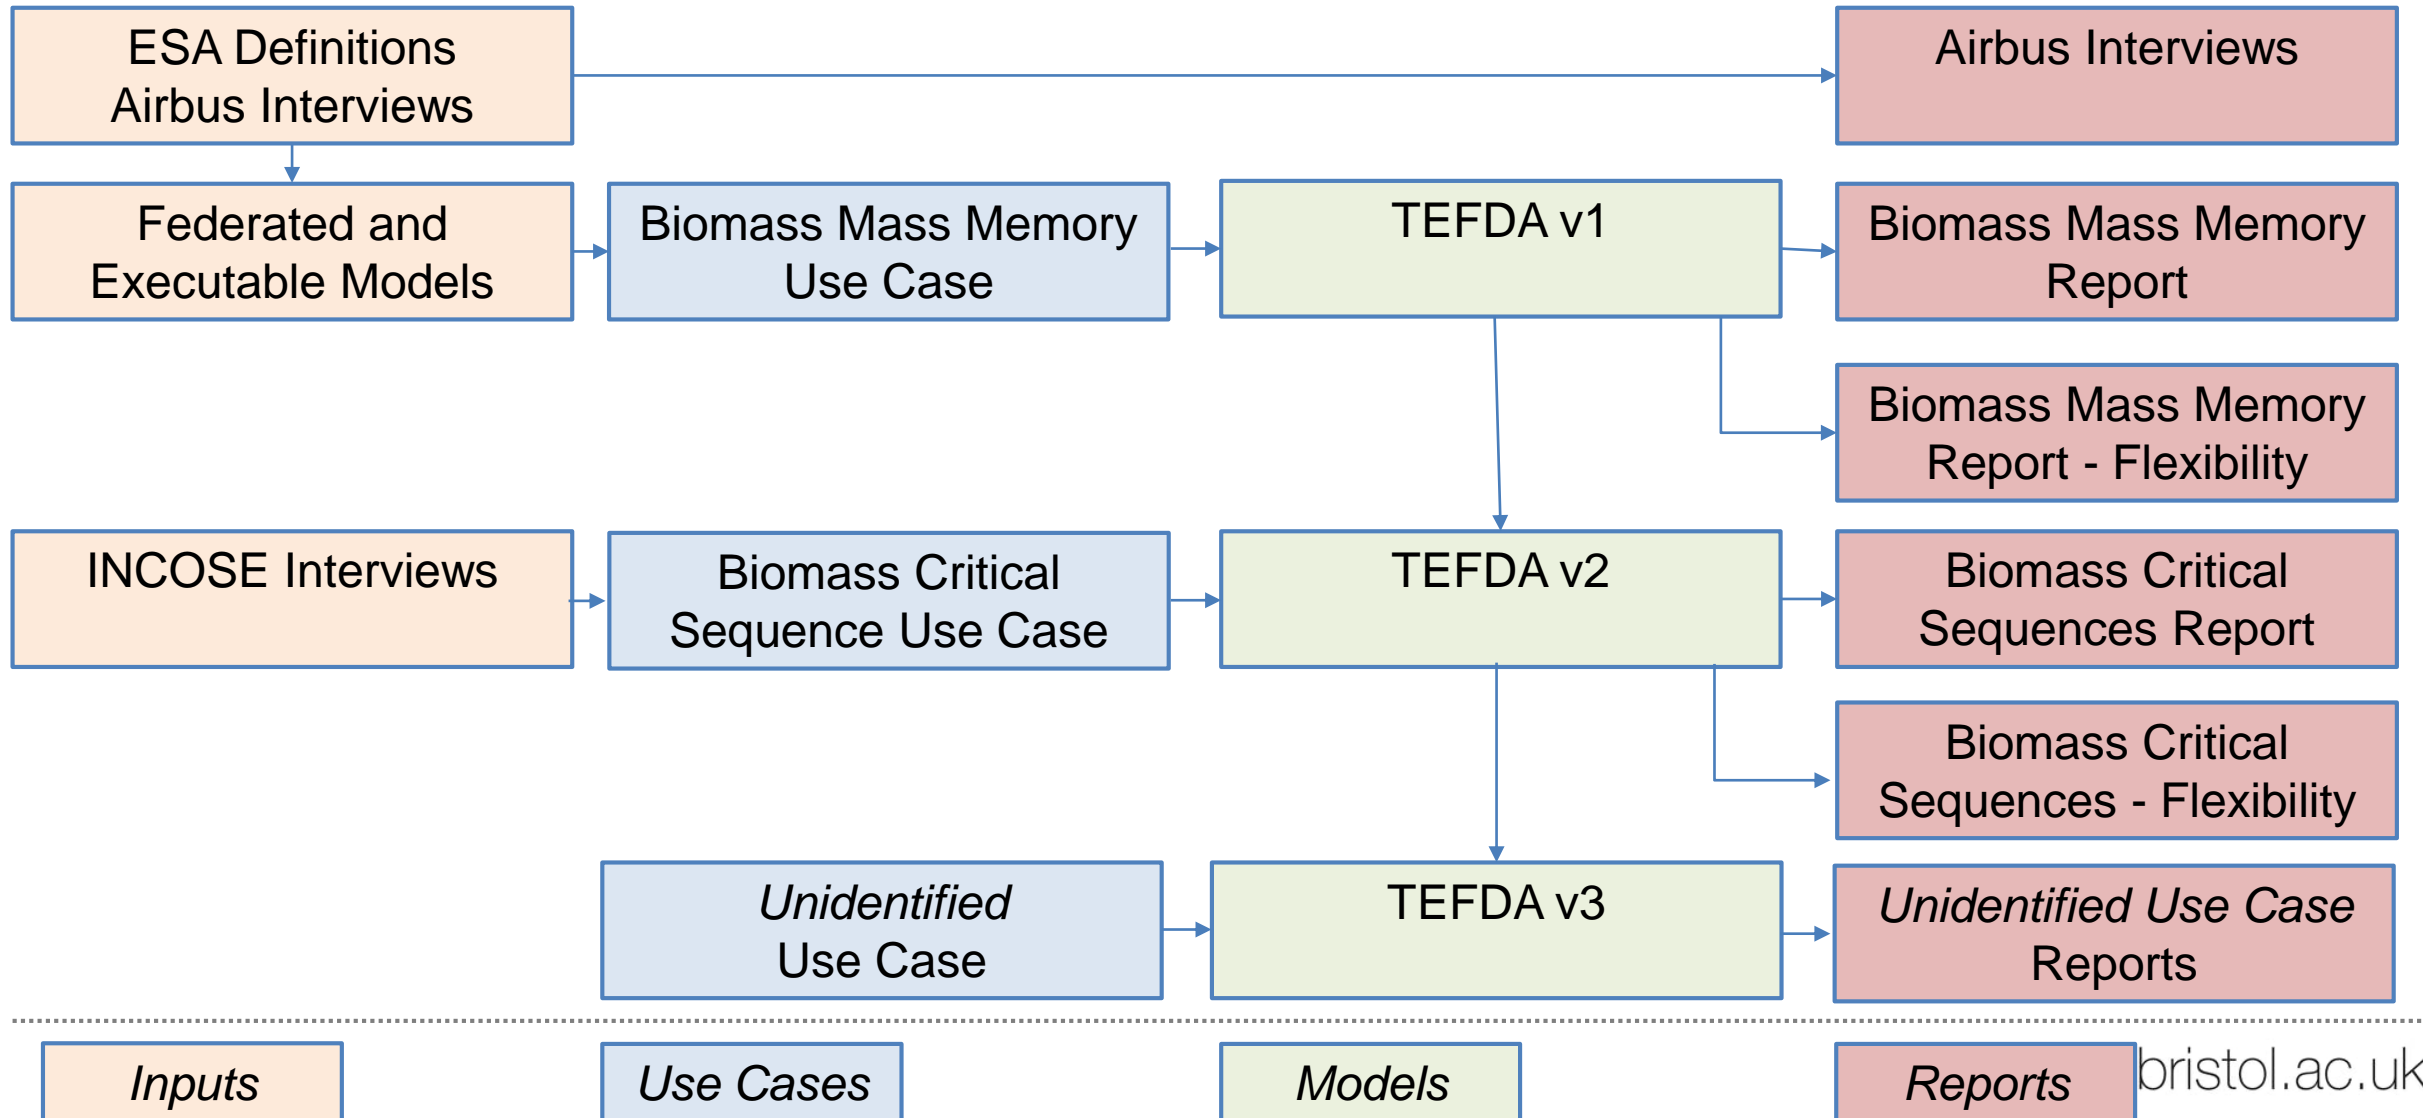 ESA Definitions
Airbus Interviews
Airbus Interviews
Federated and
Executable Models
Biomass Mass Memory
Use Case
TEFDA v1
Biomass Mass Memory
Report
Biomass Mass Memory
Report - Flexibility
INCOSE Interviews
Biomass Critical
Sequence Use Case
TEFDA v2
Biomass Critical
Sequences Report
Biomass Critical
Sequences - Flexibility
Unidentified
Use Case
TEFDA v3
Unidentified Use Case
Reports
Inputs
Use Cases
Models
Reports
bristol.ac.uk